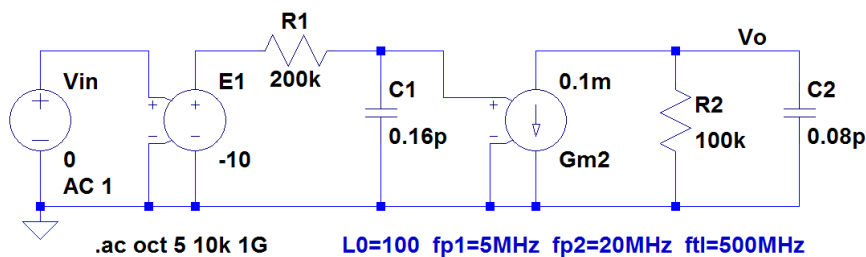 R1
Vo
Vin
E1
200k
C1
0.1m
C2
R2
0.16p
100k
0.08p
0
-10
Gm2
AC 1
.ac oct 5 10k 1G
L0=100 fp1=5MHz fp2=20MHz ftl=500MHz